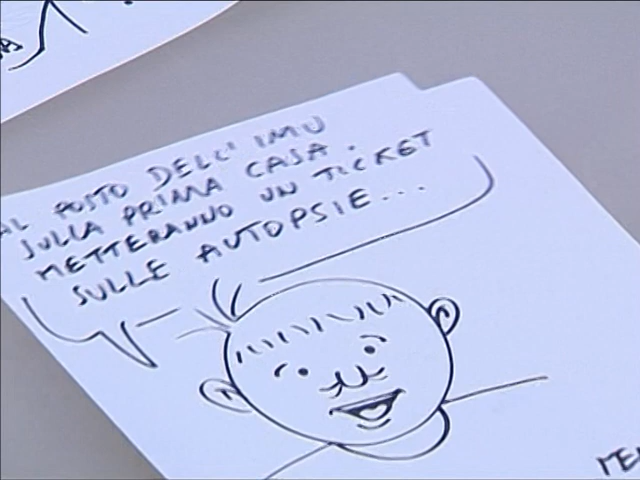 AL POSTO DELL'IMU
SULLA PRIMA CASA.
METTERANNO UN TICKET
SULLE AUTOPSIE...